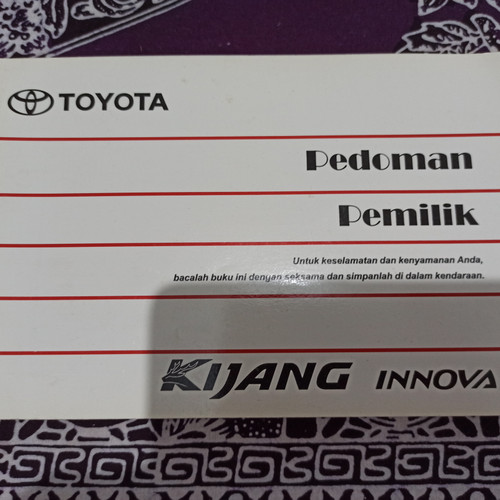 TOYOTA
Pedoman
Pemilik
Untuk keselamatan dan kenyamanan Anda,
bacalah buku ini dengan seksama dan simpanlah di dalam kendaraan.
KIJANG INNOVA